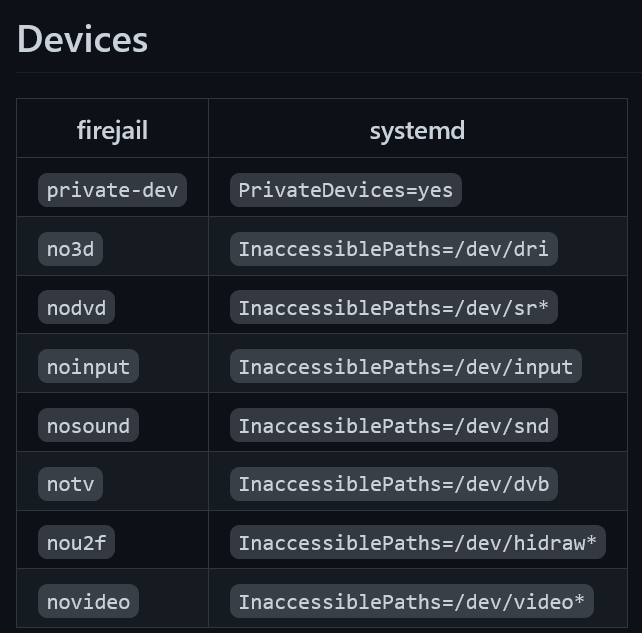 Devices
firejail systemd
private-dev PrivateDevices=yes
no3d InaccessiblePaths=/dev/dri
nodvd InaccessiblePaths=/dev/sr*
noinput InaccessiblePaths=/dev/input
nosound InaccessiblePaths=/dev/snd
notv InaccessiblePaths=/dev/dvb
nou2f InaccessiblePaths=/dev/hidraw*
novideo InaccessiblePaths=/dev/video*